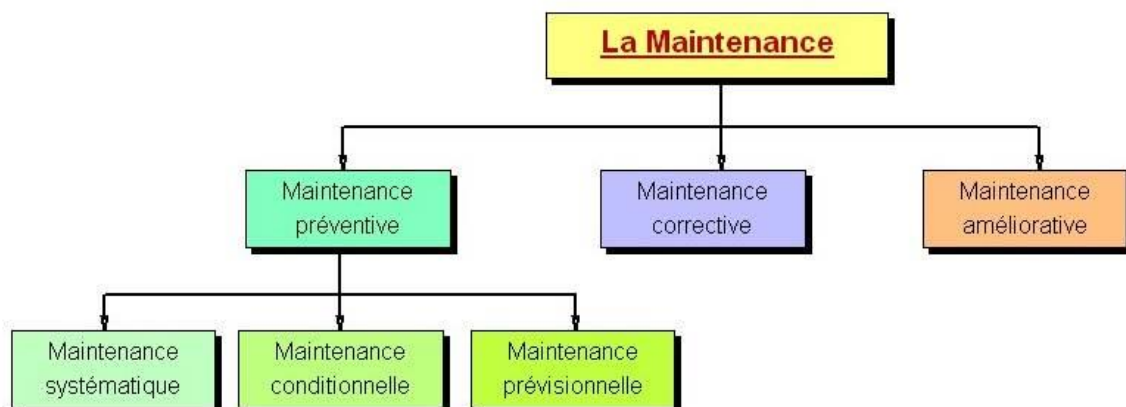 La Maintenance
Maintenance
préventive
Maintenance
corrective
Maintenance
améliorative
Maintenance
systématique
Maintenance
conditionnelle
Maintenance
prévisionnelle